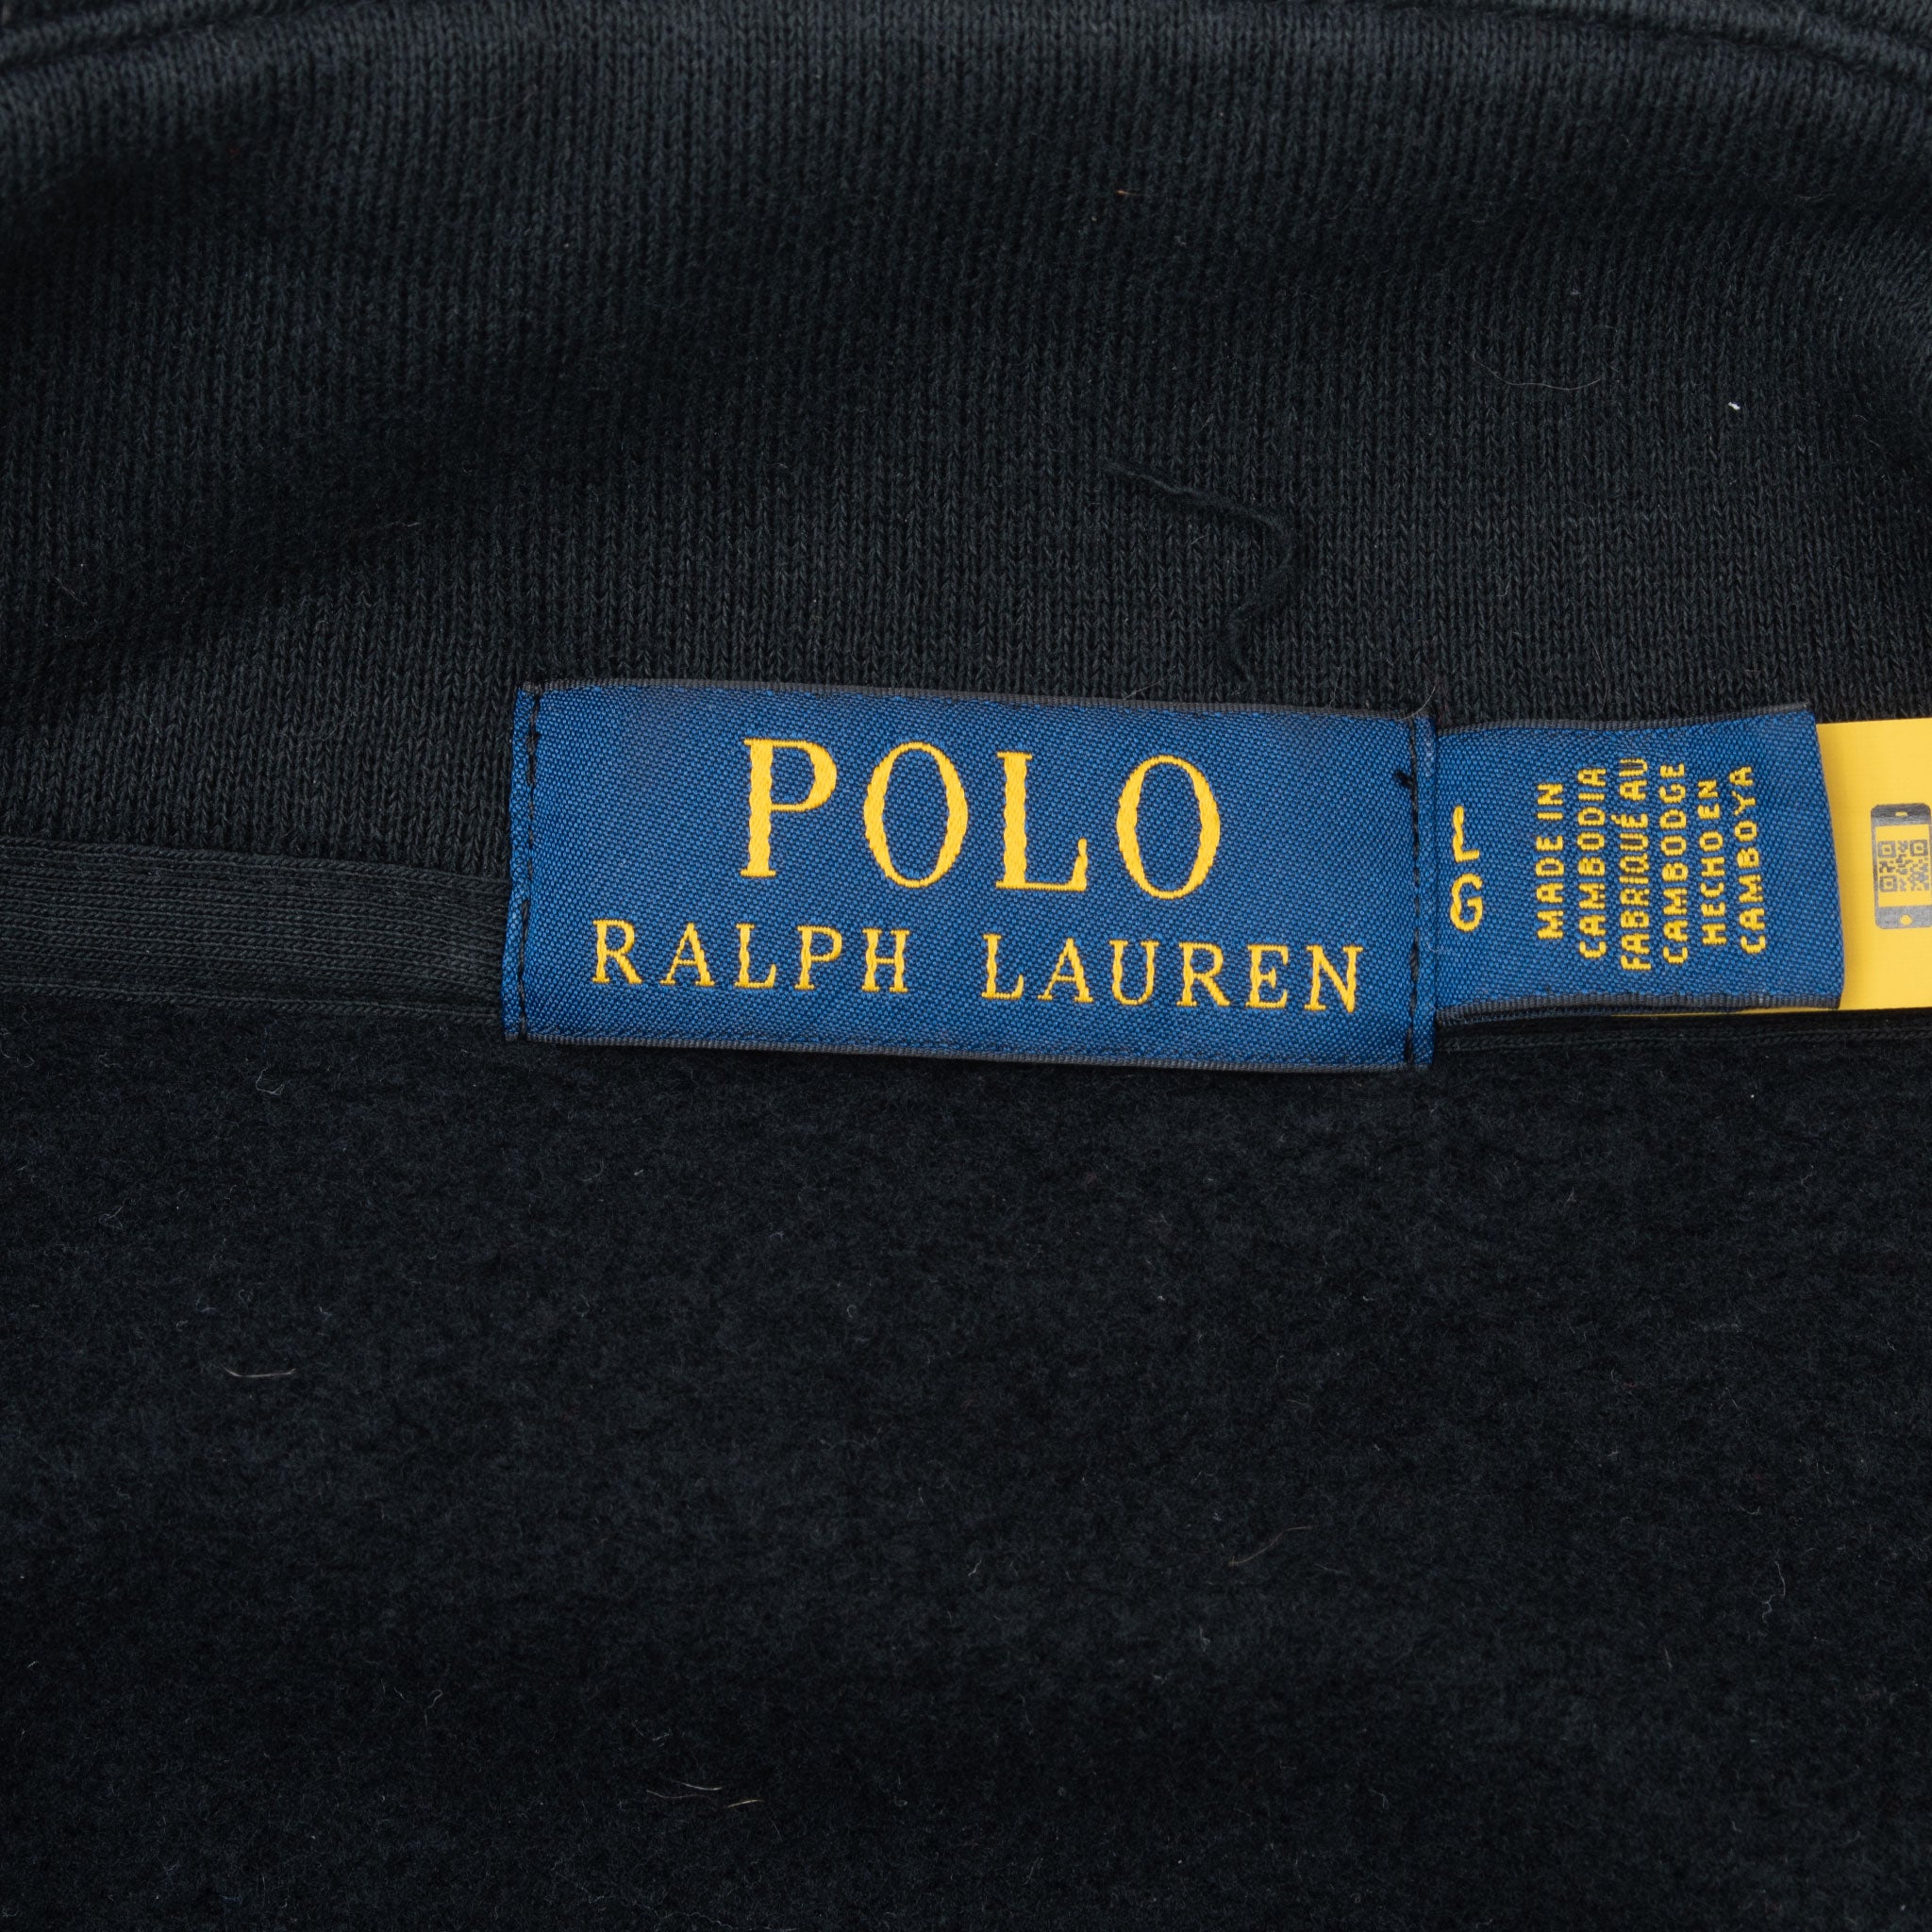 POLO
RALPH LAUREN
L
G
MADE IN
CAMBODIA
FABRIQUÉ AU
CAMBODGE
HECHO EN
CAMBOYA